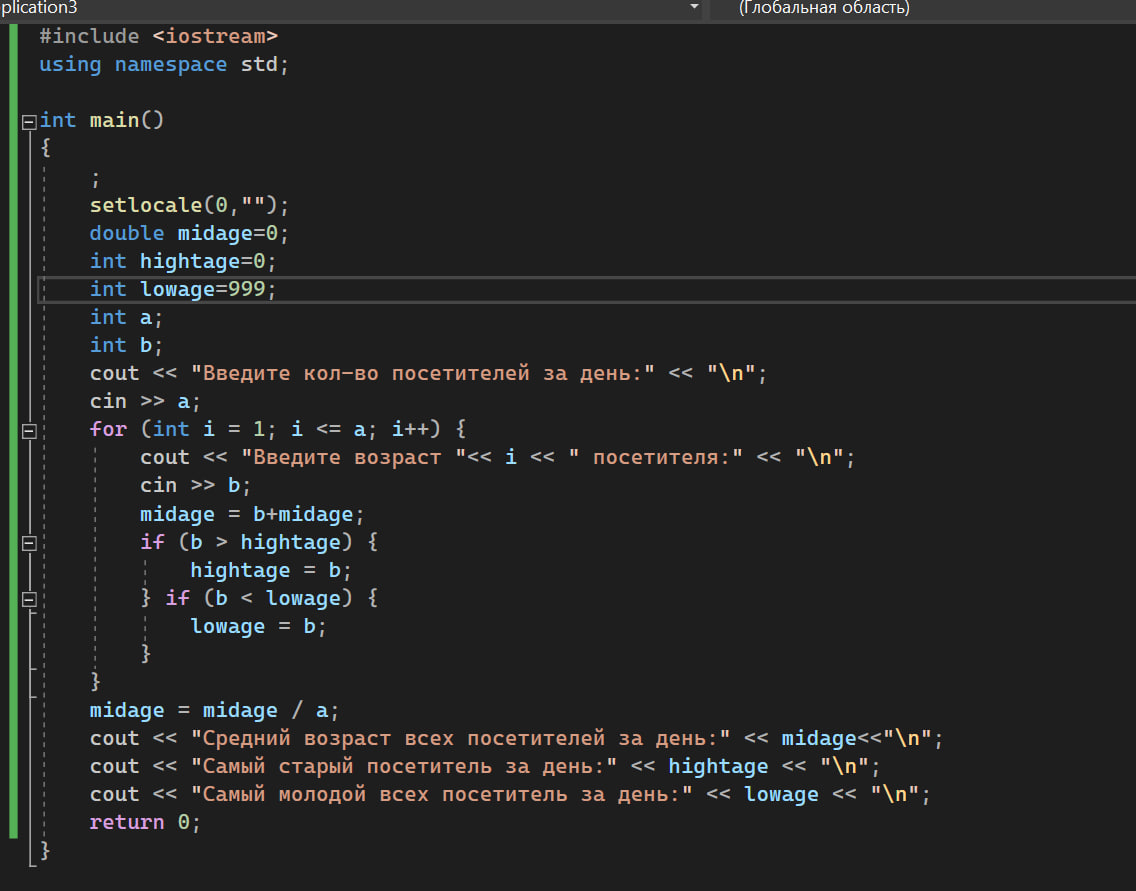 plication3 (Глобальная область)
#include <iostream>
using namespace std;
int main()
{
;
setlocale(0,"");
double midage=0;
int hightage=0;
int lowage=999;
int a;
int b;
cout << "Введите кол-во посетителей за день:" << "\n";
cin >> a;
for (int i = 1; i <= a; i++) {
cout << "Введите возраст "<< i << " посетителя:" << "\n";
cin >> b;
midage = b+midage;
if (b > hightage) {
hightage = b;
} if (b < lowage) {
lowage = b;
}
}
midage = midage / a;
cout << "Средний возраст всех посетителей за день:" << midage<<"\n";
cout << "Самый старый посетитель за день:" << hightage << "\n";
cout << "Самый молодой всех посетитель за день:" << lowage << "\n";
return 0;
}